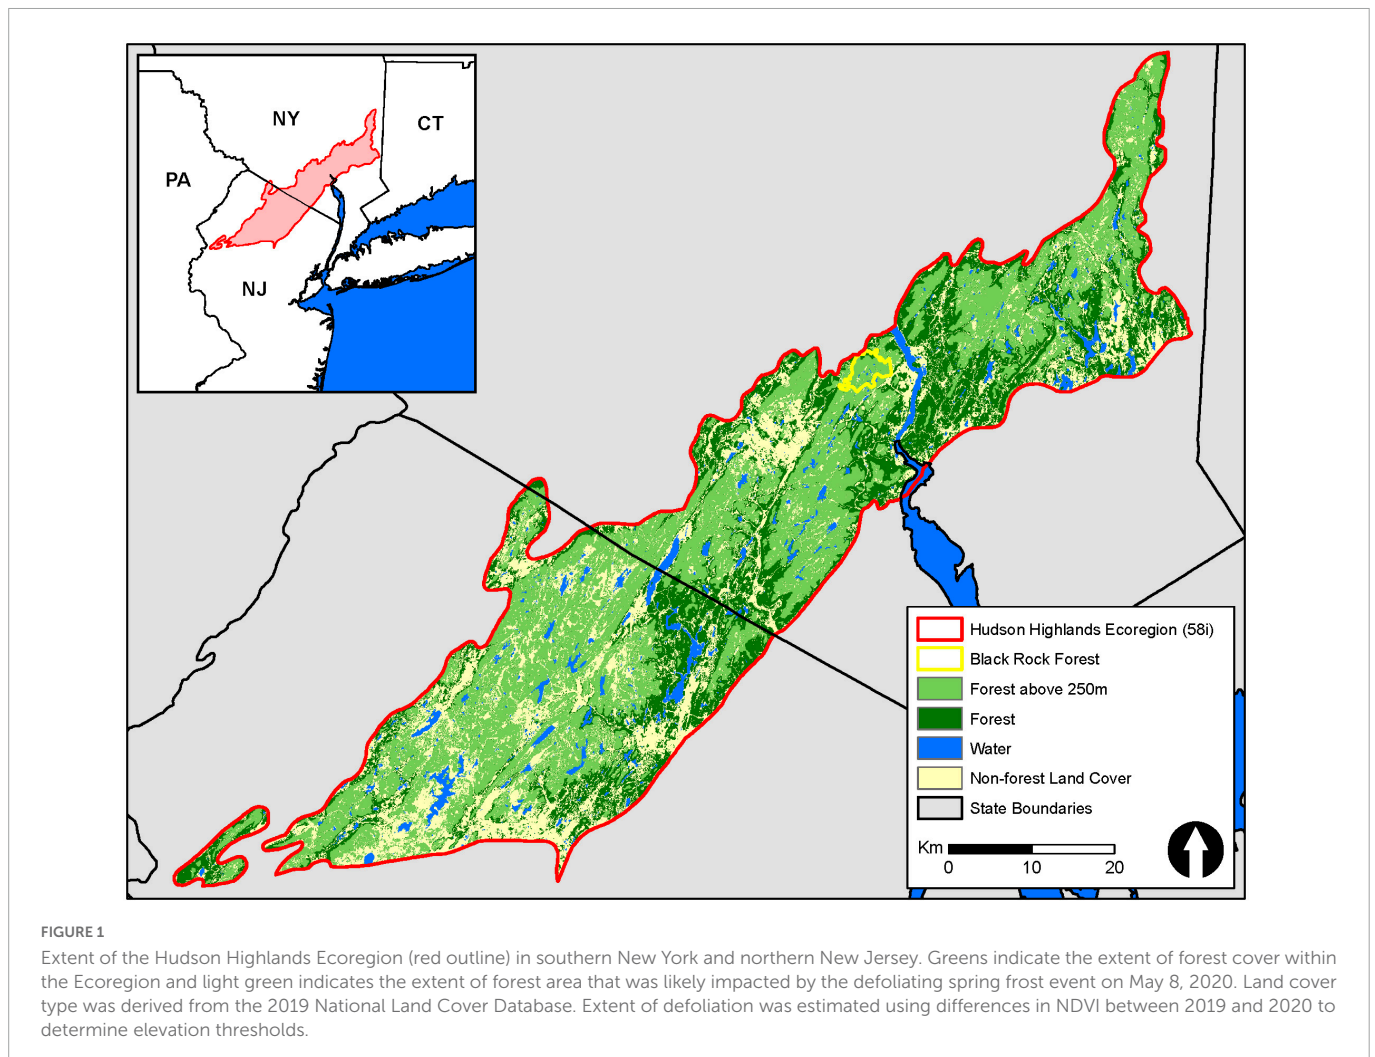 NY
CT
PA
NJ
Hudson Highlands Ecoregion (58i)
Black Rock Forest
Forest above 250m
Forest
Water
Non-forest Land Cover
State Boundaries
Km
0 10 20
FIGURE 1
Extent of the Hudson Highlands Ecoregion (red outline) in southern New York and northern New Jersey. Greens indicate the extent of forest cover within
the Ecoregion and light green indicates the extent of forest area that was likely impacted by the defoliating spring frost event on May 8, 2020. Land cover
type was derived from the 2019 National Land Cover Database. Extent of defoliation was estimated using differences in NDVI between 2019 and 2020 to
determine elevation thresholds.